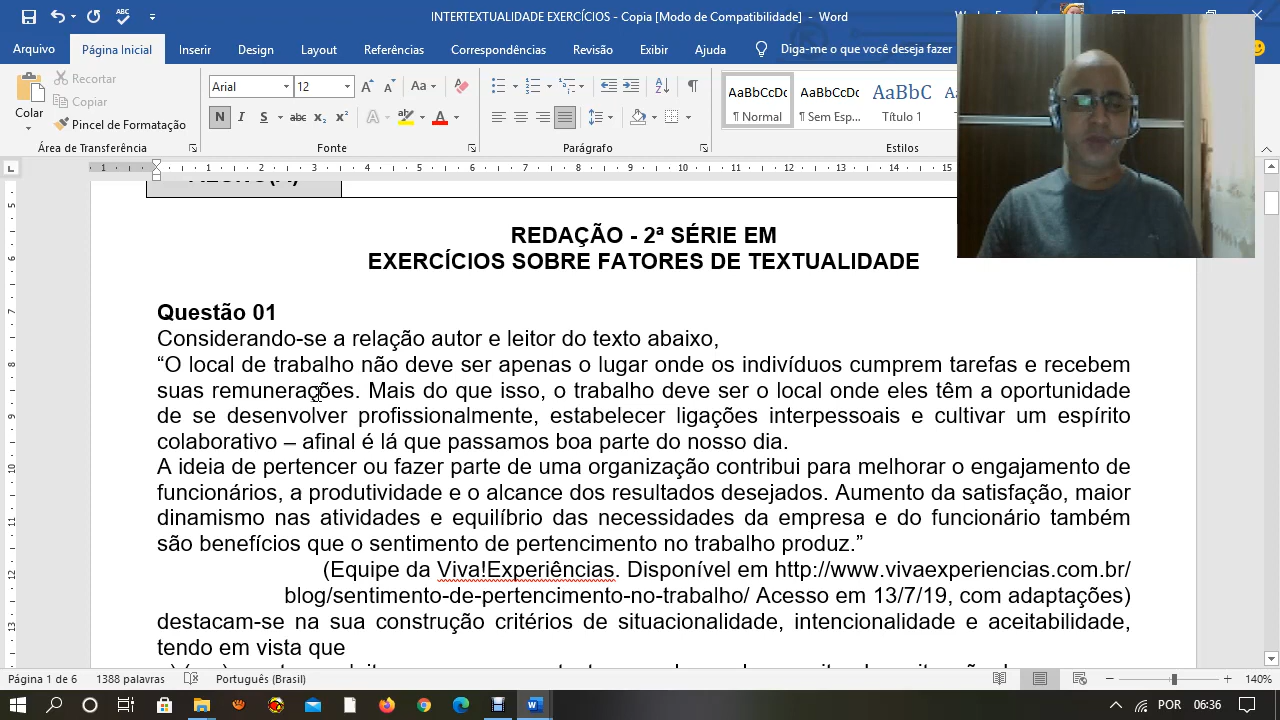 INTERTEXTUALIDADE EXERCÍCIOS - Copia [Modo de Compatibilidade] - Word
Arquivo Página Inicial Inserir Design Layout Referências Correspondências Revisão Exibir Ajuda Diga-me o que você deseja fazer
Colar
Recortar
Copiar
Pincel de Formatação
Área de Transferência
Arial 12
Aa
N I S abc x₂ x²
Fonte
Parágrafo
AaBbCcDc AaBbCcDc AaBbC
¶ Normal ¶ Sem Esp... Título 1
Estilos
REDAÇÃO - 2ª SÉRIE EM
EXERCÍCIOS SOBRE FATORES DE TEXTUALIDADE
Questão 01
Considerando-se a relação autor e leitor do texto abaixo,
“O local de trabalho não deve ser apenas o lugar onde os indivíduos cumprem tarefas e recebem
suas remunerações. Mais do que isso, o trabalho deve ser o local onde eles têm a oportunidade
de se desenvolver profissionalmente, estabelecer ligações interpessoais e cultivar um espírito
colaborativo – afinal é lá que passamos boa parte do nosso dia.
A ideia de pertencer ou fazer parte de uma organização contribui para melhorar o engajamento de
funcionários, a produtividade e o alcance dos resultados desejados. Aumento da satisfação, maior
dinamismo nas atividades e equilíbrio das necessidades da empresa e do funcionário também
são benefícios que o sentimento de pertencimento no trabalho produz.”
(Equipe da Viva!Experiências. Disponível em http://www.vivaexperiencias.com.br/
blog/sentimento-de-pertencimento-no-trabalho/ Acesso em 13/7/19, com adaptações)
destacam-se na sua construção critérios de situacionalidade, intencionalidade e aceitabilidade,
tendo em vista que
Página 1 de 6 1388 palavras Português (Brasil) 140%
POR 06:36